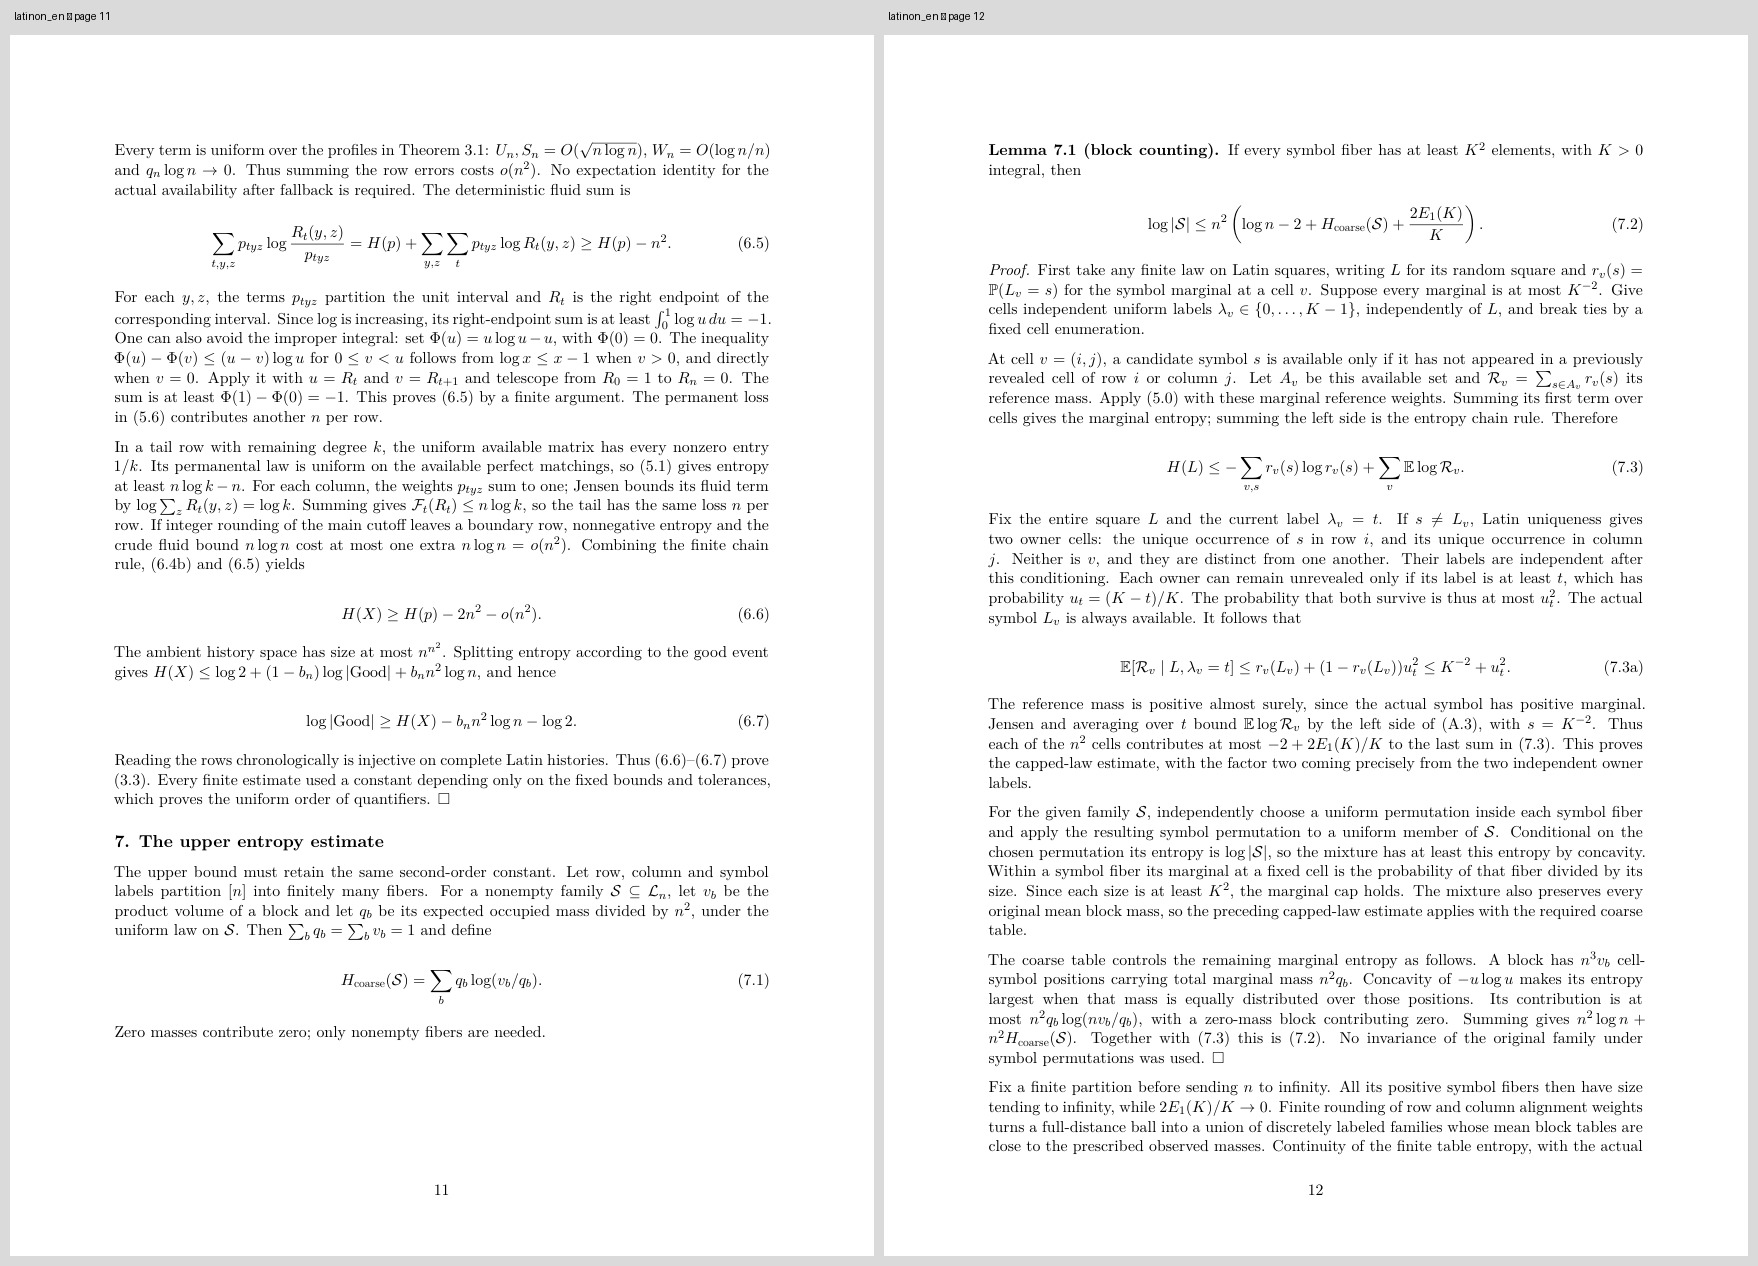 latinon_en page 11
Every term is uniform over the profiles in Theorem 3.1: Uₙ, Sₙ = O(√(n log n)), Wₙ = O(log n/n)
and qₙ log n → 0. Thus summing the row errors costs o(n²). No expectation identity for the
actual availability after fallback is required. The deterministic fluid sum is
∑_{t,y,z} p_{tyz} log (R_t(y, z)/p_{tyz}) = H(p) + ∑_{y,z} ∑_t p_{tyz} log R_t(y, z) ≥ H(p) − n². (6.5)
For each y, z, the terms p_{tyz} partition the unit interval and R_t is the right endpoint of the
corresponding interval. Since log is increasing, its right-endpoint sum is at least ∫₀¹ log u du = −1.
One can also avoid the improper integral: set Φ(u) = u log u − u, with Φ(0) = 0. The inequality
Φ(u) − Φ(v) ≤ (u − v) log u for 0 ≤ v < u follows from log x ≤ x − 1 when v > 0, and directly
when v = 0. Apply it with u = R_t and v = R_{t+1} and telescope from R₀ = 1 to Rₙ = 0. The
sum is at least Φ(1) − Φ(0) = −1. This proves (6.5) by a finite argument. The permanent loss
in (5.6) contributes another n per row.
In a tail row with remaining degree k, the uniform available matrix has every nonzero entry
1/k. Its permanental law is uniform on the available perfect matchings, so (5.1) gives entropy
at least n log k − n. For each column, the weights p_{tyz} sum to one; Jensen bounds its fluid term
by log ∑_z R_t(y, z) = log k. Summing gives 𝓕_t(R_t) ≤ n log k, so the tail has the same loss n per
row. If integer rounding of the main cutoff leaves a boundary row, nonnegative entropy and the
crude fluid bound n log n cost at most one extra n log n = o(n²). Combining the finite chain
rule, (6.4b) and (6.5) yields
H(X) ≥ H(p) − 2n² − o(n²). (6.6)
The ambient history space has size at most n^{n²}. Splitting entropy according to the good event
gives H(X) ≤ log 2 + (1 − bₙ) log |Good| + bₙn² log n, and hence
log |Good| ≥ H(X) − bₙn² log n − log 2. (6.7)
Reading the rows chronologically is injective on complete Latin histories. Thus (6.6)–(6.7) prove
(3.3). Every finite estimate used a constant depending only on the fixed bounds and tolerances,
which proves the uniform order of quantifiers. □
7. The upper entropy estimate
The upper bound must retain the same second-order constant. Let row, column and symbol
labels partition [n] into finitely many fibers. For a nonempty family 𝒮 ⊆ ℒₙ, let v_b be the
product volume of a block and let q_b be its expected occupied mass divided by n², under the
uniform law on 𝒮. Then ∑_b q_b = ∑_b v_b = 1 and define
H_coarse(𝒮) = ∑_b q_b log(v_b/q_b). (7.1)
Zero masses contribute zero; only nonempty fibers are needed.
11
latinon_en page 12
Lemma 7.1 (block counting). If every symbol fiber has at least K² elements, with K > 0
integral, then
log |𝒮| ≤ n² (log n − 2 + H_coarse(𝒮) + 2E₁(K)/K). (7.2)
Proof. First take any finite law on Latin squares, writing L for its random square and r_v(s) =
ℙ(L_v = s) for the symbol marginal at a cell v. Suppose every marginal is at most K⁻². Give
cells independent uniform labels λ_v ∈ {0, . . . , K − 1}, independently of L, and break ties by a
fixed cell enumeration.
At cell v = (i, j), a candidate symbol s is available only if it has not appeared in a previously
revealed cell of row i or column j. Let A_v be this available set and 𝓡_v = ∑_{s∈A_v} r_v(s) its
reference mass. Apply (5.0) with these marginal reference weights. Summing its first term over
cells gives the marginal entropy; summing the left side is the entropy chain rule. Therefore
H(L) ≤ − ∑_{v,s} r_v(s) log r_v(s) + ∑_v 𝔼 log 𝓡_v. (7.3)
Fix the entire square L and the current label λ_v = t. If s ≠ L_v, Latin uniqueness gives
two owner cells: the unique occurrence of s in row i, and its unique occurrence in column
j. Neither is v, and they are distinct from one another. Their labels are independent after
this conditioning. Each owner can remain unrevealed only if its label is at least t, which has
probability u_t = (K − t)/K. The probability that both survive is thus at most u_t². The actual
symbol L_v is always available. It follows that
𝔼[𝓡_v | L, λ_v = t] ≤ r_v(L_v) + (1 − r_v(L_v))u_t² ≤ K⁻² + u_t². (7.3a)
The reference mass is positive almost surely, since the actual symbol has positive marginal.
Jensen and averaging over t bound 𝔼 log 𝓡_v by the left side of (A.3), with s = K⁻². Thus
each of the n² cells contributes at most −2 + 2E₁(K)/K to the last sum in (7.3). This proves
the capped-law estimate, with the factor two coming precisely from the two independent owner
labels.
For the given family 𝒮, independently choose a uniform permutation inside each symbol fiber
and apply the resulting symbol permutation to a uniform member of 𝒮. Conditional on the
chosen permutation its entropy is log |𝒮|, so the mixture has at least this entropy by concavity.
Within a symbol fiber its marginal at a fixed cell is the probability of that fiber divided by its
size. Since each size is at least K², the marginal cap holds. The mixture also preserves every
original mean block mass, so the preceding capped-law estimate applies with the required coarse
table.
The coarse table controls the remaining marginal entropy as follows. A block has n³v_b cell-
symbol positions carrying total marginal mass n²q_b. Concavity of −u log u makes its entropy
largest when that mass is equally distributed over those positions. Its contribution is at
most n²q_b log(nv_b/q_b), with a zero-mass block contributing zero. Summing gives n² log n +
n²H_coarse(𝒮). Together with (7.3) this is (7.2). No invariance of the original family under
symbol permutations was used. □
Fix a finite partition before sending n to infinity. All its positive symbol fibers then have size
tending to infinity, while 2E₁(K)/K → 0. Finite rounding of row and column alignment weights
turns a full-distance ball into a union of discretely labeled families whose mean block tables are
close to the prescribed observed masses. Continuity of the finite table entropy, with the actual
12